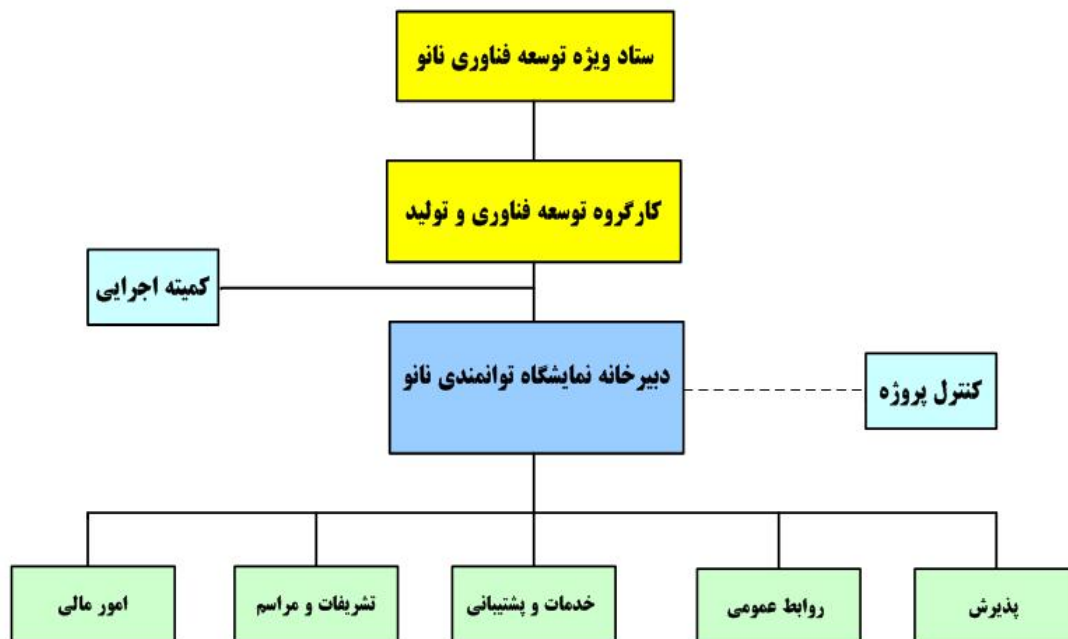 ستاد ویژه توسعه فناوری نانو
کارگروه توسعه فناوری و تولید
کمیته اجرایی
دبیرخانه نمایشگاه توانمندی نانو
کنترل پروژه
پذیرش
روابط عمومی
خدمات و پشتیبانی
تشریفات و مراسم
امور مالی